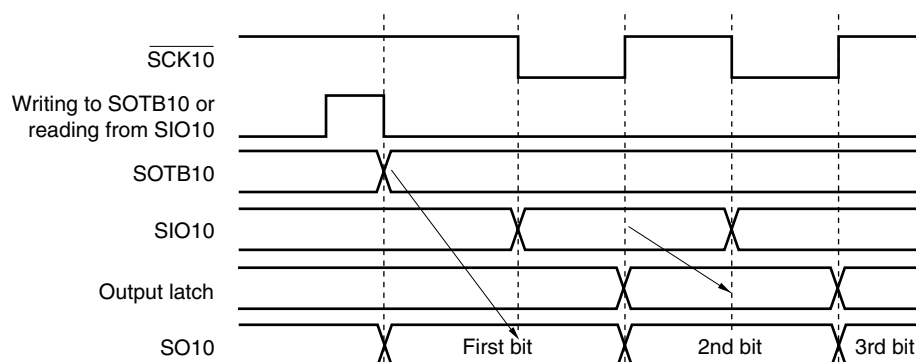 SCK10
Writing to SOTB10 or
reading from SIO10
SOTB10
SIO10
Output latch
SO10
First bit
2nd bit
3rd bit